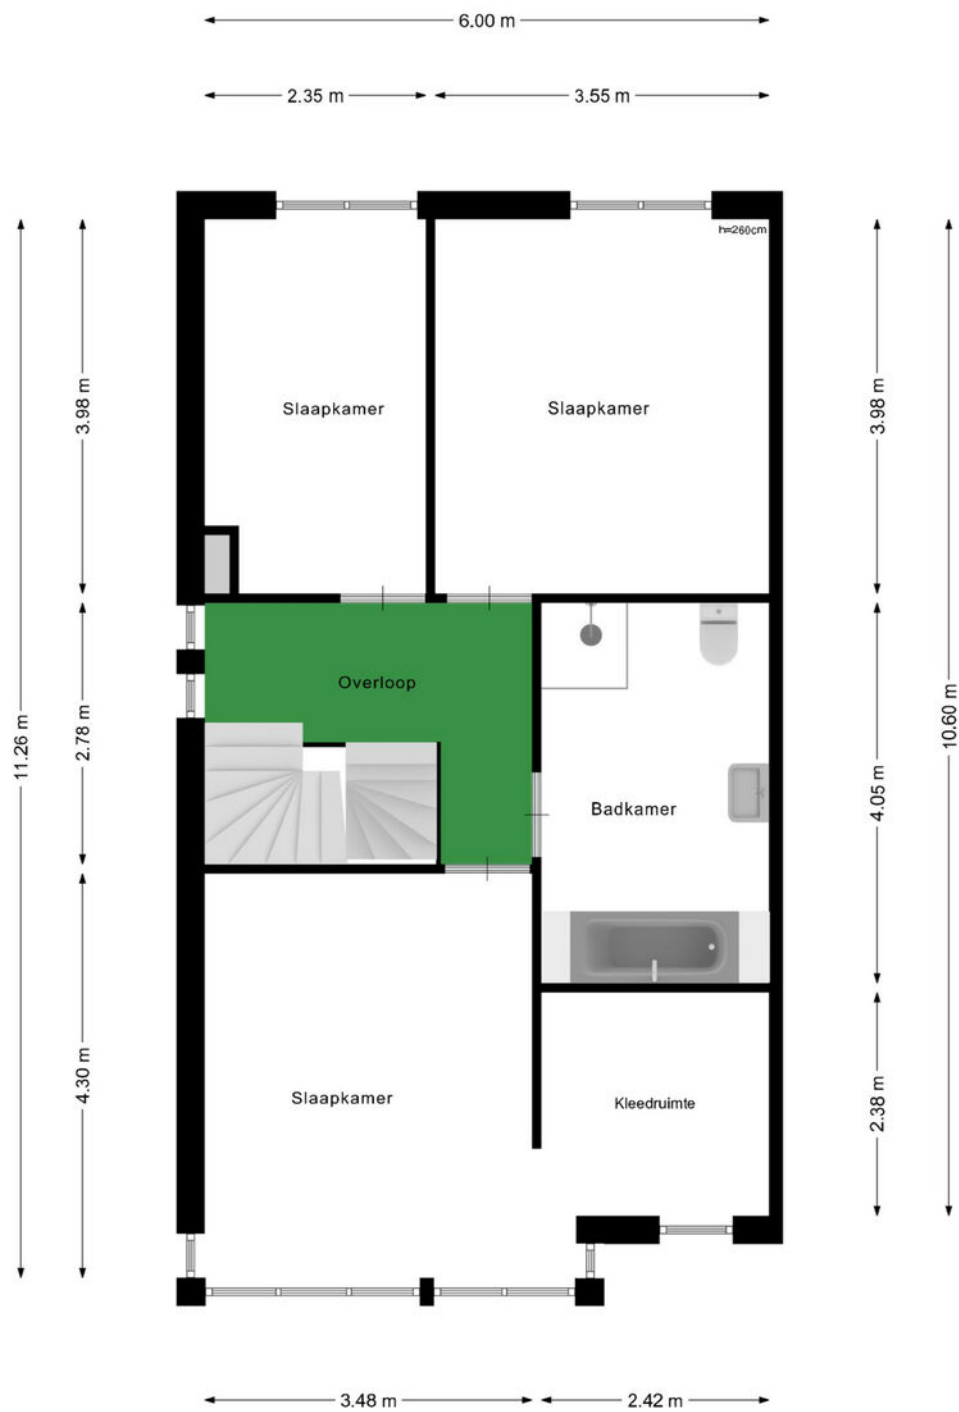 6.00 m
2.35 m
3.55 m
h=260cm
3.98 m
3.98 m
Slaapkamer
Slaapkamer
Overloop
11.26 m
2.78 m
10.60 m
4.05 m
Badkamer
4.30 m
Slaapkamer
Kleedruimte
2.38 m
3.48 m
2.42 m